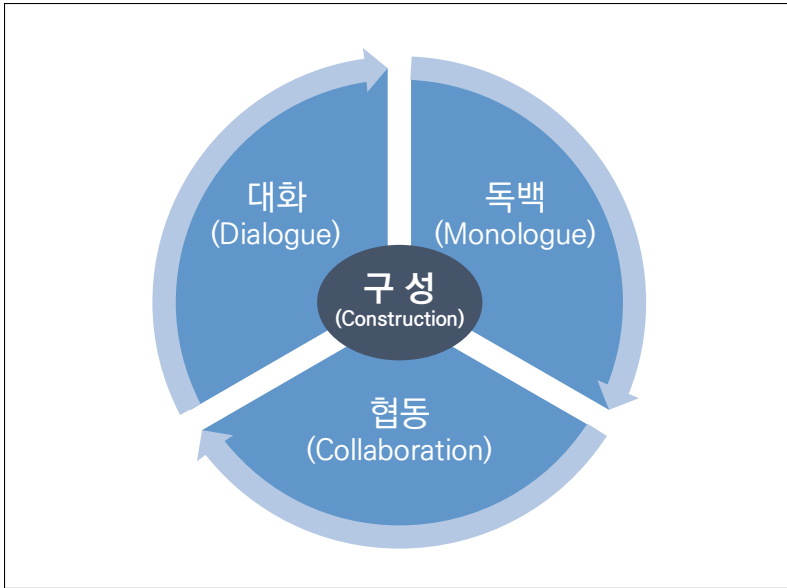 대화
(Dialogue)
독백
(Monologue)
구 성
(Construction)
협동
(Collaboration)